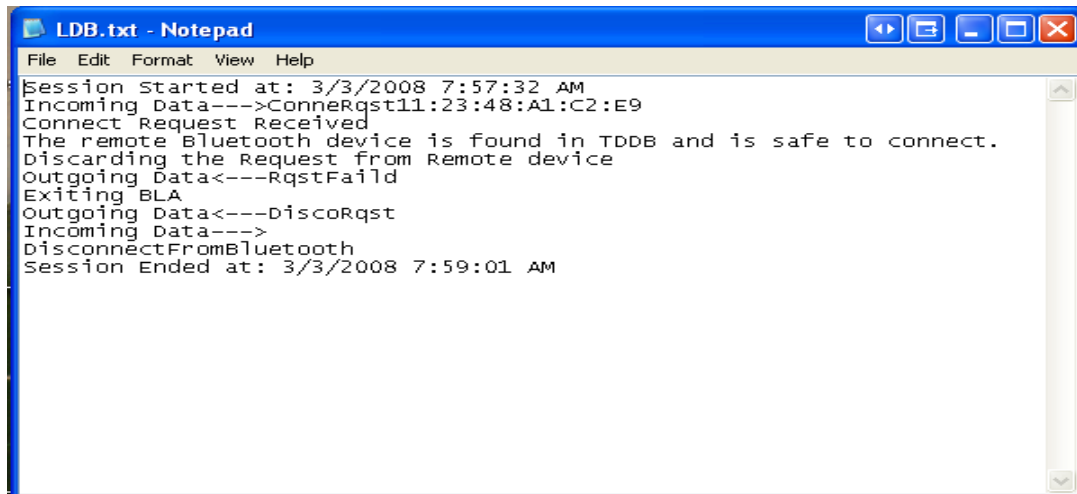 LDB.txt - Notepad
File Edit Format View Help
Session Started at: 3/3/2008 7:57:32 AM
Incoming Data--->ConneRqst11:23:48:A1:C2:E9
Connect Request Received
The remote Bluetooth device is found in TDDB and is safe to connect.
Discarding the Request from Remote device
Outgoing Data<---RqstFaild
Exiting BLA
Outgoing Data<---DiscoRqst
Incoming Data--->
DisconnectFromBluetooth
Session Ended at: 3/3/2008 7:59:01 AM